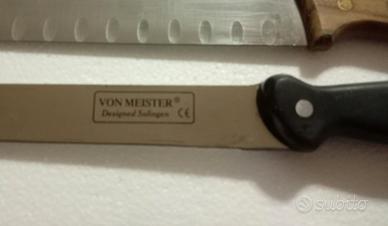 VON MEISTER®
Designed Solingen CE
subito